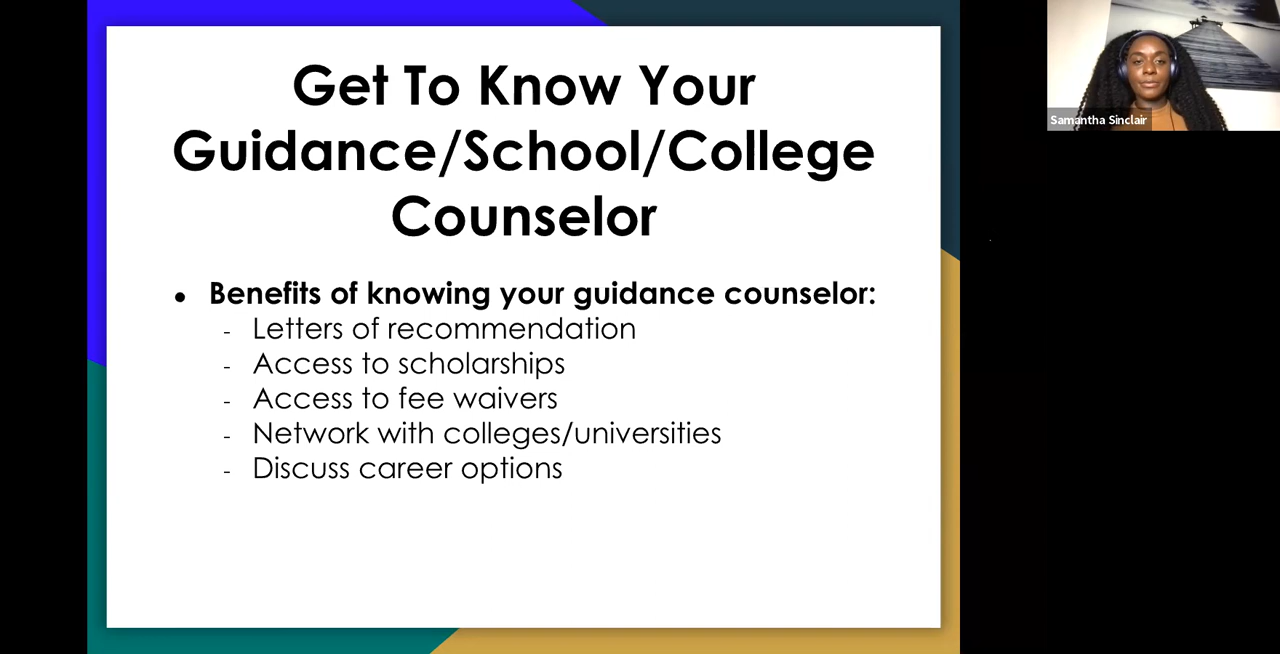 Get To Know Your
Guidance/School/College
Counselor
● Benefits of knowing your guidance counselor:
- Letters of recommendation
- Access to scholarships
- Access to fee waivers
- Network with colleges/universities
- Discuss career options
Samantha Sinclair